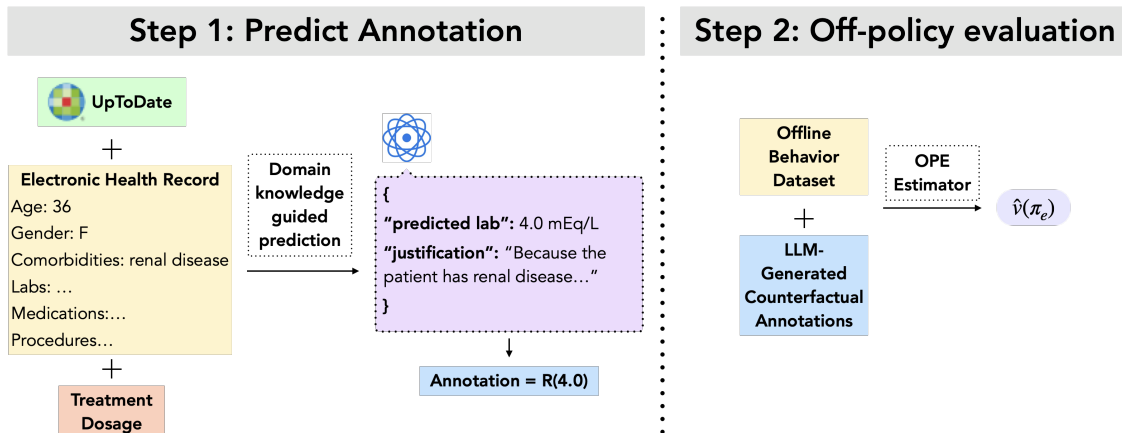 Step 1: Predict Annotation
UpToDate
+
Electronic Health Record
Age: 36
Gender: F
Comorbidities: renal disease
Labs: …
Medications:…
Procedures…
+
Treatment
Dosage
Domain
knowledge
guided
prediction
{
“predicted lab”: 4.0 mEq/L
“justification”: “Because the
patient has renal disease…”
}
Annotation = R(4.0)
Step 2: Off-policy evaluation
Offline
Behavior
Dataset
+
LLM-
Generated
Counterfactual
Annotations
OPE
Estimator
v̂(πₑ)